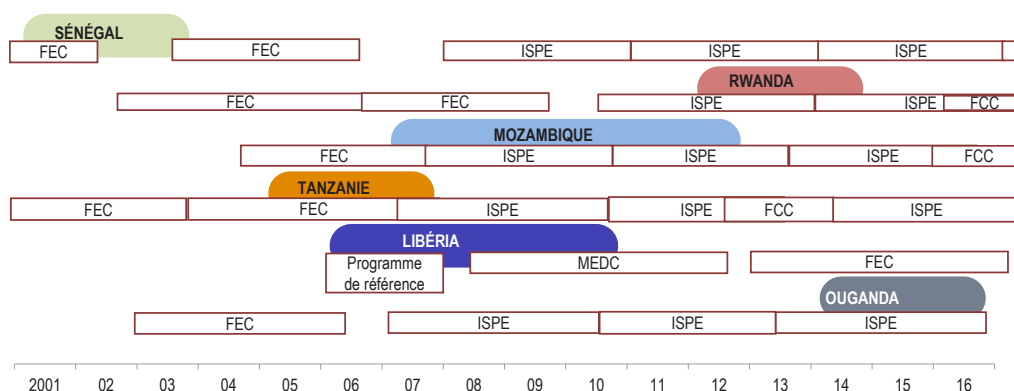 SÉNÉGAL
FEC FEC ISPE ISPE ISPE
RWANDA
FEC FEC ISPE ISPE FCC
MOZAMBIQUE
FEC ISPE ISPE ISPE FCC
TANZANIE
FEC FEC ISPE ISPE FCC ISPE
LIBÉRIA
Programme
de référence
MEDC FEC
OUGANDA
FEC ISPE ISPE ISPE
2001 02 03 04 05 06 07 08 09 10 11 12 13 14 15 16